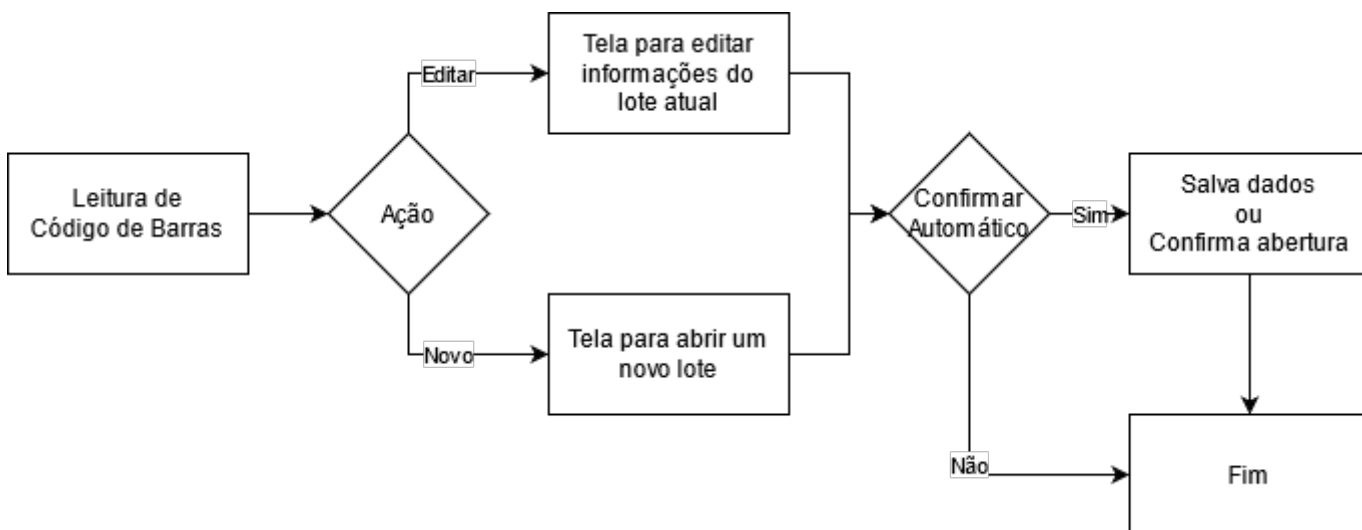 Leitura de
Código de Barras
Ação
Editar
Tela para editar
informações do
lote atual
Novo
Tela para abrir um
novo lote
Confirmar
Automático
Sim
Salva dados
ou
Confirma abertura
Não
Fim